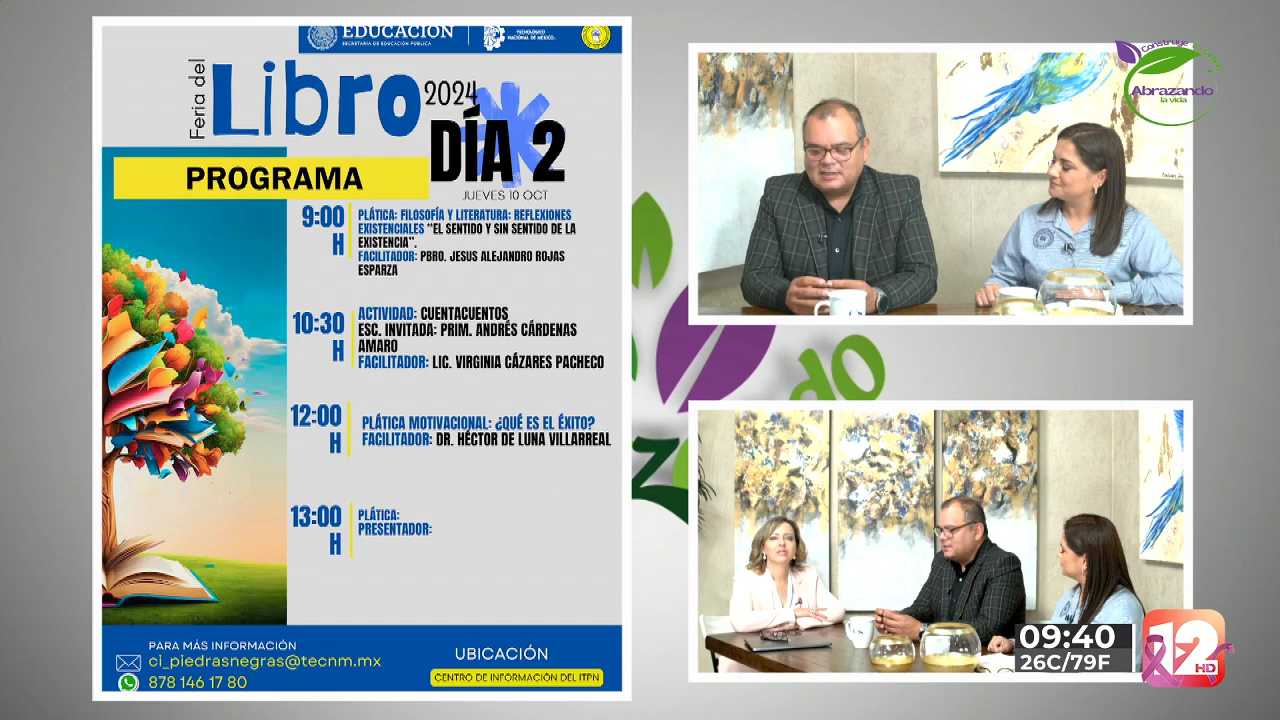 EDUCACIÓN
SECRETARÍA DE EDUCACIÓN PÚBLICA
TECNOLÓGICO
NACIONAL DE MÉXICO
Feria del
Libro 2024
DÍA 2
JUEVES 10 OCT
PROGRAMA
9:00 H
PLÁTICA: FILOSOFÍA Y LITERATURA: REFLEXIONES
EXISTENCIALES "EL SENTIDO Y SIN SENTIDO DE LA
EXISTENCIA".
FACILITADOR: PBRO. JESUS ALEJANDRO ROJAS
ESPARZA
10:30 H
ACTIVIDAD: CUENTACUENTOS
ESC. INVITADA: PRIM. ANDRÉS CÁRDENAS
AMARO
FACILITADOR: LIC. VIRGINIA CÁZARES PACHECO
12:00 H
PLÁTICA MOTIVACIONAL: ¿QUÉ ES EL ÉXITO?
FACILITADOR: DR. HÉCTOR DE LUNA VILLARREAL
13:00 H
PLÁTICA:
PRESENTADOR:
PARA MÁS INFORMACIÓN
ci_piedrasnegras@tecnm.mx
878 146 17 80
UBICACIÓN
CENTRO DE INFORMACIÓN DEL ITPN
Construye
Abrazando
la vida
do
09:40
26C/79F
12
HD